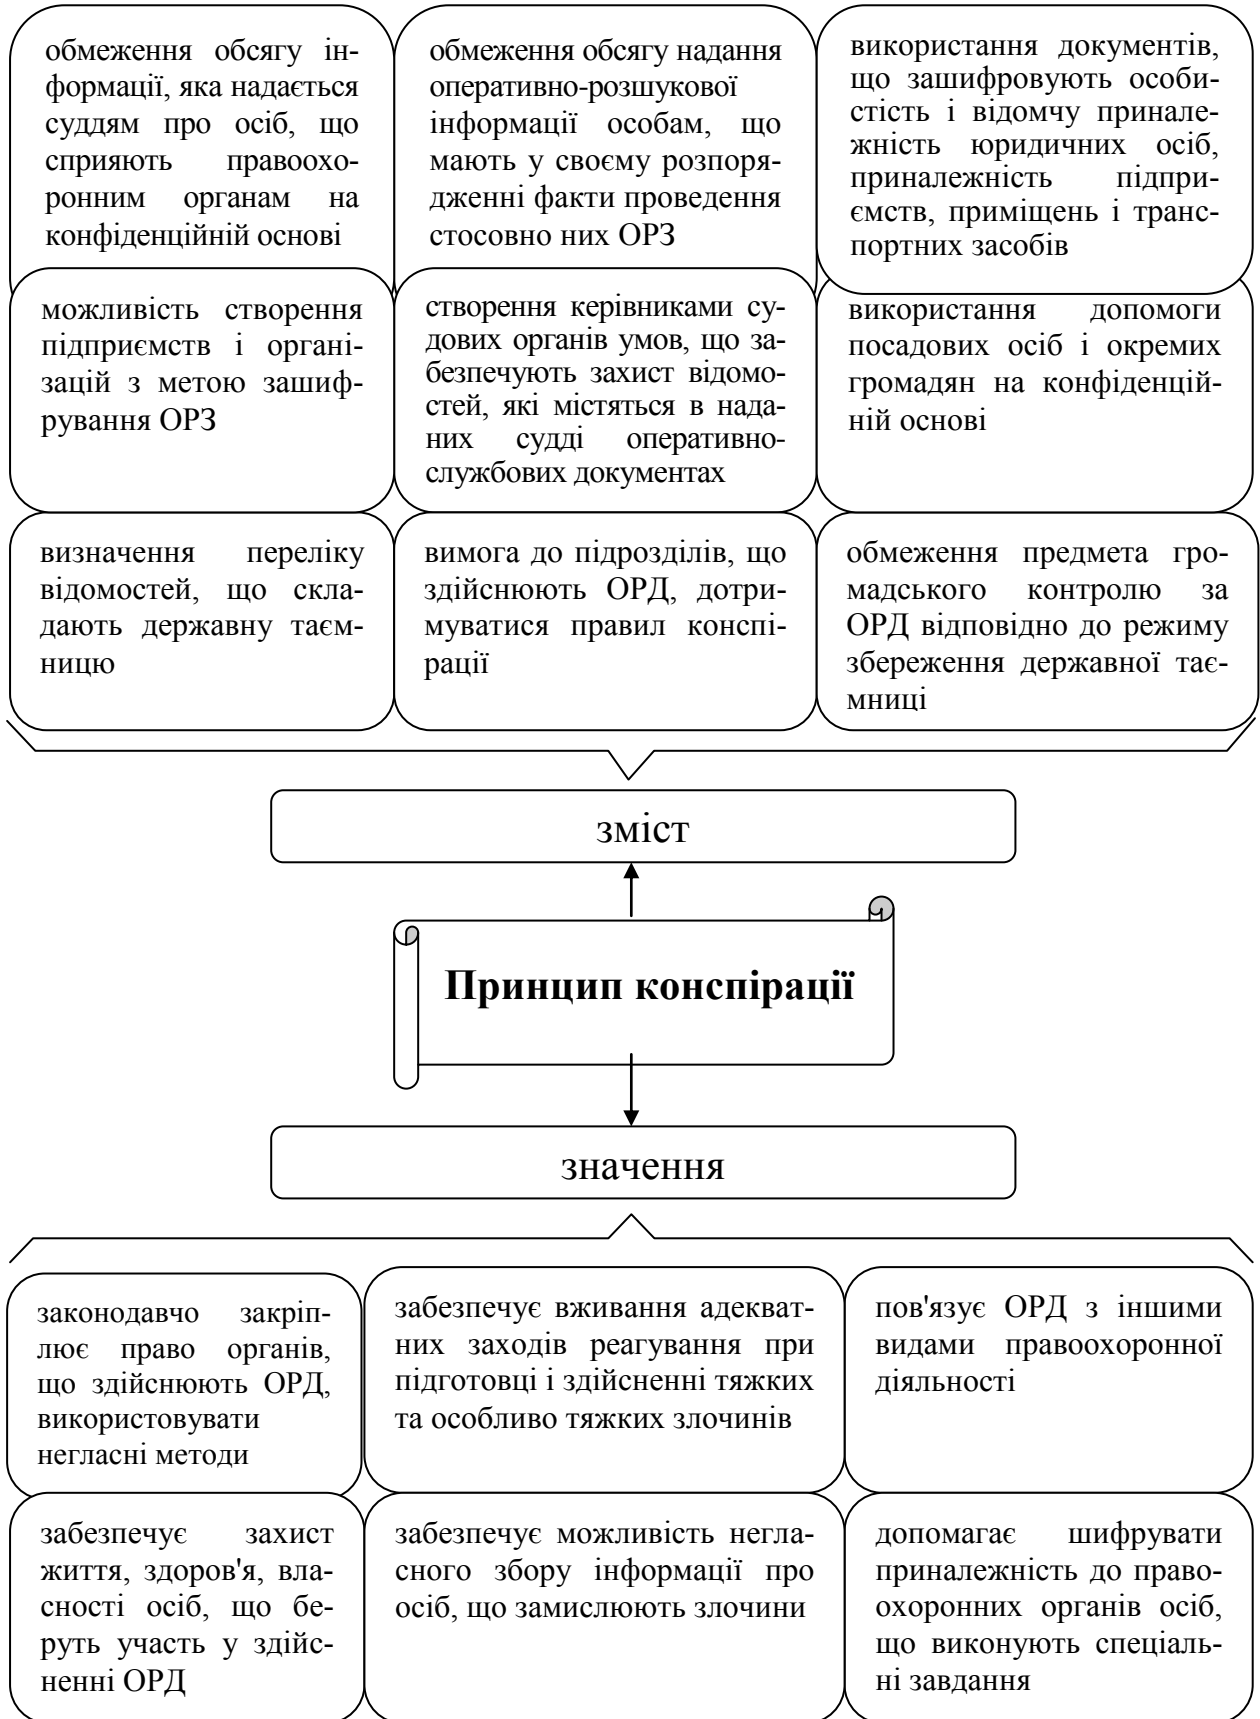 обмеження обсягу ін-
формації, яка надається
суддям про осіб, що
сприяють правоохо-
ронним органам на
конфіденційній основі
обмеження обсягу надання
оперативно-розшукової
інформації особам, що
мають у своєму розпоря-
дженні факти проведення
стосовно них ОРЗ
використання документів,
що зашифровують особи-
стість і відомчу принале-
жність юридичних осіб,
приналежність підпри-
ємств, приміщень і транс-
портних засобів
можливість створення
підприємств і органі-
зацій з метою зашиф-
рування ОРЗ
створення керівниками су-
дових органів умов, що за-
безпечують захист відомо-
стей, які містяться в нада-
них судді оперативно-
службових документах
використання допомоги
посадових осіб і окремих
громадян на конфіденцій-
ній основі
визначення переліку
відомостей, що скла-
дають державну таєм-
ницю
вимога до підрозділів, що
здійснюють ОРД, дотри-
муватися правил конспі-
рації
обмеження предмета гро-
мадського контролю за
ОРД відповідно до режиму
збереження державної тає-
мниці
зміст
Принцип конспірації
значення
законодавчо закріп-
лює право органів,
що здійснюють ОРД,
використовувати
негласні методи
забезпечує вживання адекват-
них заходів реагування при
підготовці і здійсненні тяжких
та особливо тяжких злочинів
пов'язує ОРД з іншими
видами правоохоронної
діяльності
забезпечує захист
життя, здоров'я, вла-
сності осіб, що бе-
руть участь у здійс-
ненні ОРД
забезпечує можливість негла-
сного збору інформації про
осіб, що замислюють злочини
допомагає шифрувати
приналежність до право-
охоронних органів осіб,
що виконують спеціаль-
ні завдання